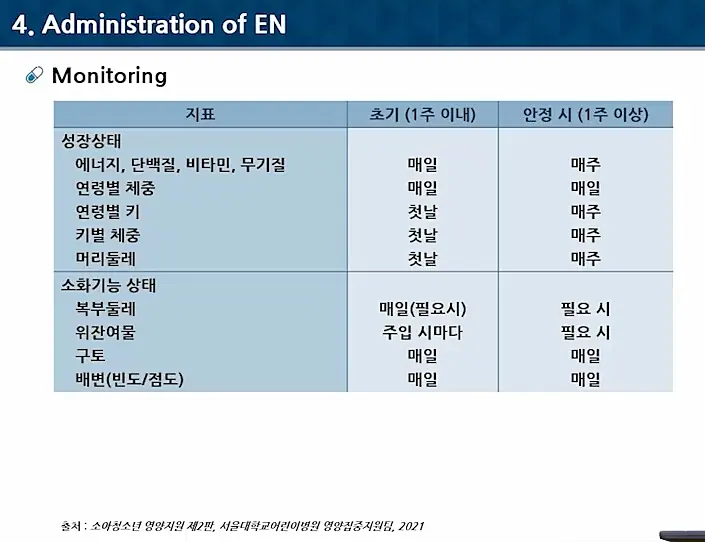 4. Administration of EN
Monitoring
지표 초기 (1주 이내) 안정 시 (1주 이상)
성장상태
에너지, 단백질, 비타민, 무기질 매일 매주
연령별 체중 매일 매일
연령별 키 첫날 매주
키별 체중 첫날 매주
머리둘레 첫날 매주
소화기능 상태
복부둘레 매일(필요시) 필요 시
위잔여물 주입 시마다 필요 시
구토 매일 매일
배변(빈도/점도) 매일 매일
출처 : 소아청소년 영양지원 제2판, 서울대학교어린이병원 영양집중지원팀, 2021